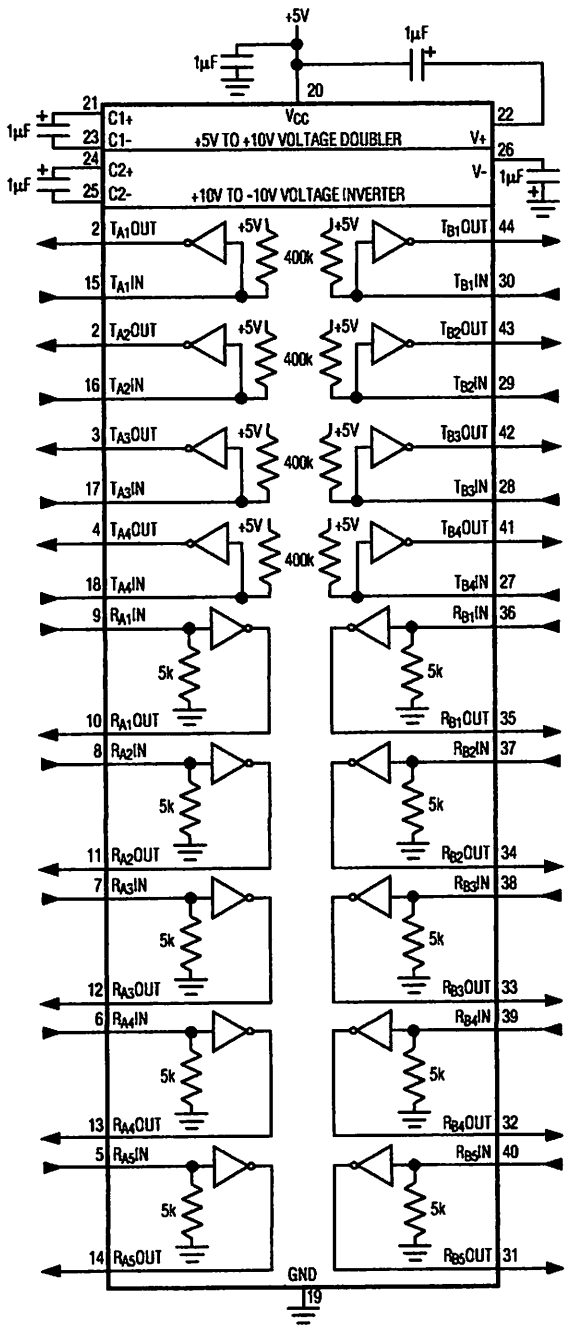 +5V
1µF
1µF
20
21 C1+ VCC 22
1µF
23 C1- +5V TO +10V VOLTAGE DOUBLER V+
24 C2+ 26
V-
1µF 1µF
25 C2- +10V TO -10V VOLTAGE INVERTER
2 TA1OUT +5V +5V TB1OUT 44
400k
15 TA1IN TB1IN 30
2 TA2OUT +5V +5V TB2OUT 43
400k
16 TA2IN TB2IN 29
3 TA3OUT +5V +5V TB3OUT 42
400k
17 TA3IN TB3IN 28
4 TA4OUT +5V +5V TB4OUT 41
400k
18 TA4IN TB4IN 27
9 RA1IN RB1IN 36
5k 5k
10 RA1OUT RB1OUT 35
8 RA2IN RB2IN 37
5k 5k
11 RA2OUT RB2OUT 34
7 RA3IN RB3IN 38
5k 5k
12 RA3OUT RB3OUT 33
6 RA4IN RB4IN 39
5k 5k
13 RA4OUT RB4OUT 32
5 RA5IN RB5IN 40
5k 5k
14 RA5OUT RB5OUT 31
GND
19